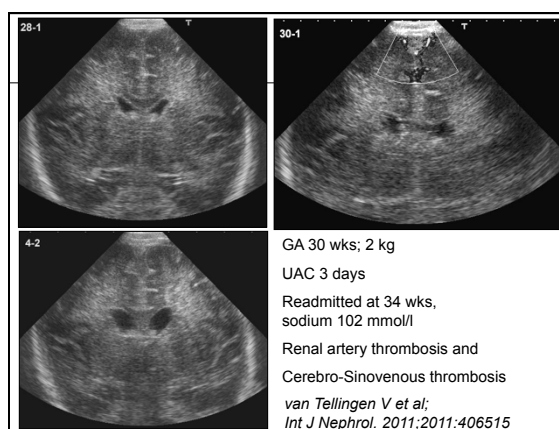 28-1
T
30-1
T
4-2
GA 30 wks; 2 kg
UAC 3 days
Readmitted at 34 wks,
sodium 102 mmol/l
Renal artery thrombosis and
Cerebro-Sinovenous thrombosis
van Tellingen V et al;
Int J Nephrol. 2011;2011:406515